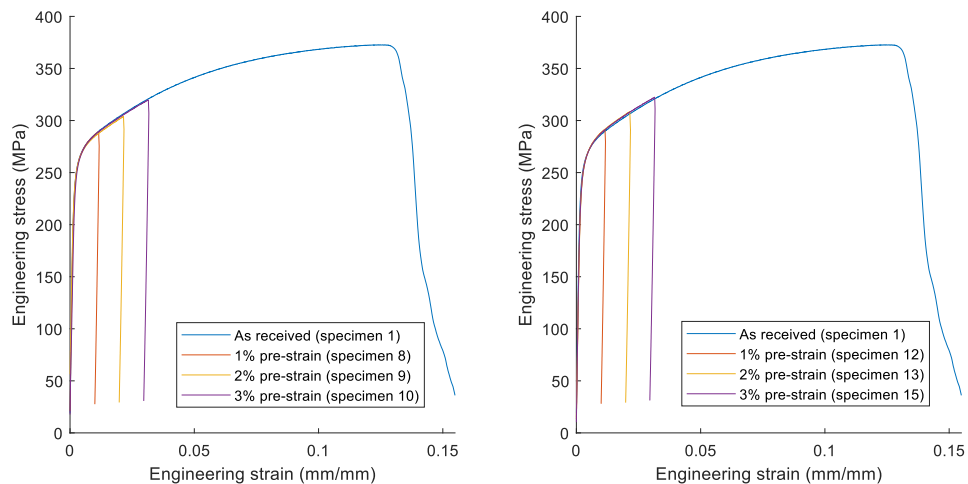 400
350
300
250
200
150
100
50
0
Engineering stress (MPa)
As received (specimen 1)
1% pre-strain (specimen 8)
2% pre-strain (specimen 9)
3% pre-strain (specimen 10)
0 0.05 0.1 0.15
Engineering strain (mm/mm)
400
350
300
250
200
150
100
50
0
Engineering stress (MPa)
As received (specimen 1)
1% pre-strain (specimen 12)
2% pre-strain (specimen 13)
3% pre-strain (specimen 15)
0 0.05 0.1 0.15
Engineering strain (mm/mm)